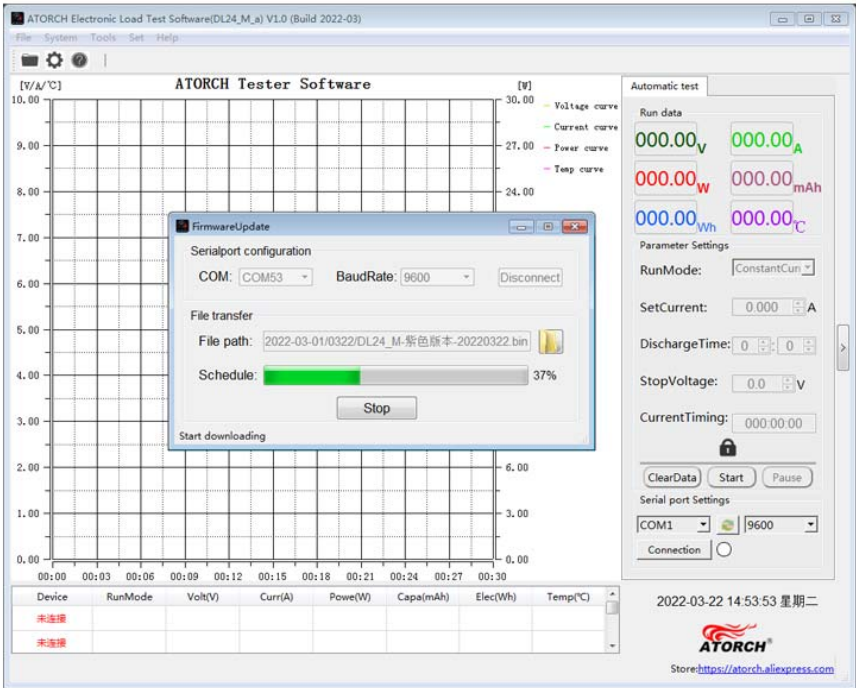 ATORCH Electronic Load Test Software(DL24_M_a) V1.0 (Build 2022-03)
File System Tools Set Help
[V/A/℃] ATORCH Tester Software [W]
10.00 30.00
9.00 27.00
8.00 24.00
7.00
6.00
5.00
4.00
3.00
2.00 6.00
1.00 3.00
0.00 0.00
00:00 00:03 00:06 00:09 00:12 00:15 00:18 00:21 00:24 00:27 00:30
Voltage curve
Current curve
Power curve
Temp curve
FirmwareUpdate
Serialport configuration
COM: COM53 BaudRate: 9600 Disconnect
File transfer
File path: 2022-03-01/0322/DL24_M-紫色版本-20220322.bin
Schedule: 37%
Stop
Start downloading
Automatic test
Run data
000.00V 000.00A
000.00W 000.00mAh
000.00Wh 000.00℃
Parameter Settings
RunMode: ConstantCurr
SetCurrent: 0.000 A
DischargeTime: 0 : 0
StopVoltage: 0.0 V
CurrentTiming: 000:00:00
ClearData Start Pause
Serial port Settings
COM1 9600
Connection
Device RunMode Volt(V) Curr(A) Powe(W) Capa(mAh) Elec(Wh) Temp(℃)
未连接
未连接
2022-03-22 14:53:53 星期二
ATORCH®
Store:https://atorch.aliexpress.com